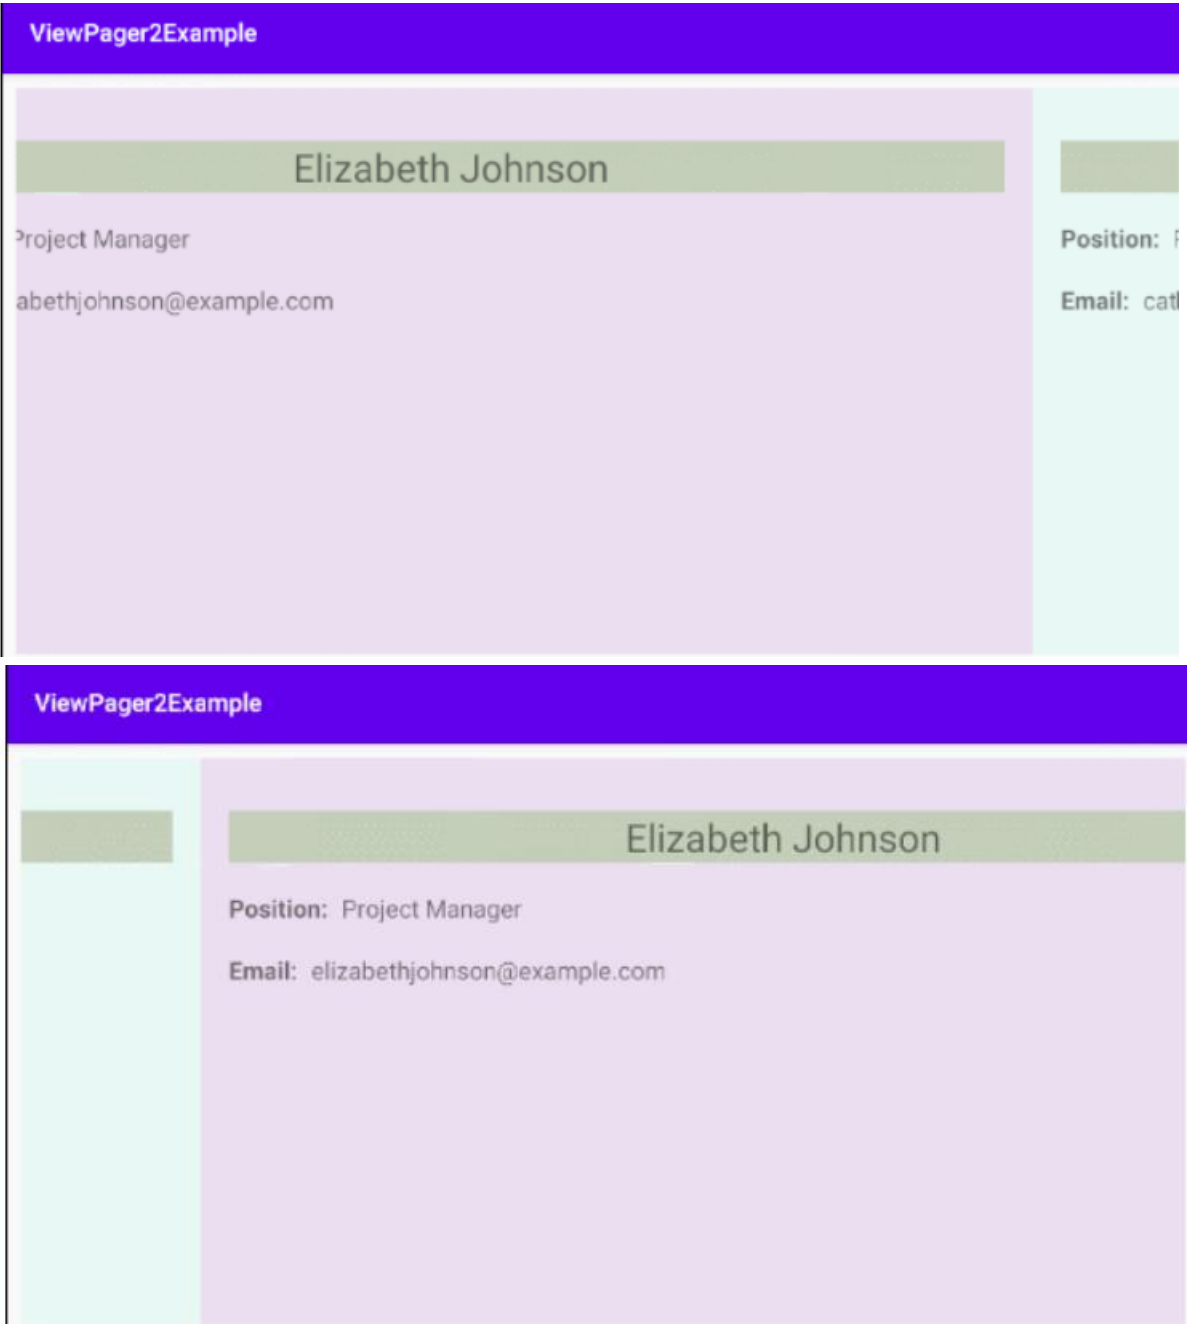 ViewPager2Example
Elizabeth Johnson
Project Manager
Position:
abethjohnson@example.com
Email: cat
ViewPager2Example
Elizabeth Johnson
Position: Project Manager
Email: elizabethjohnson@example.com